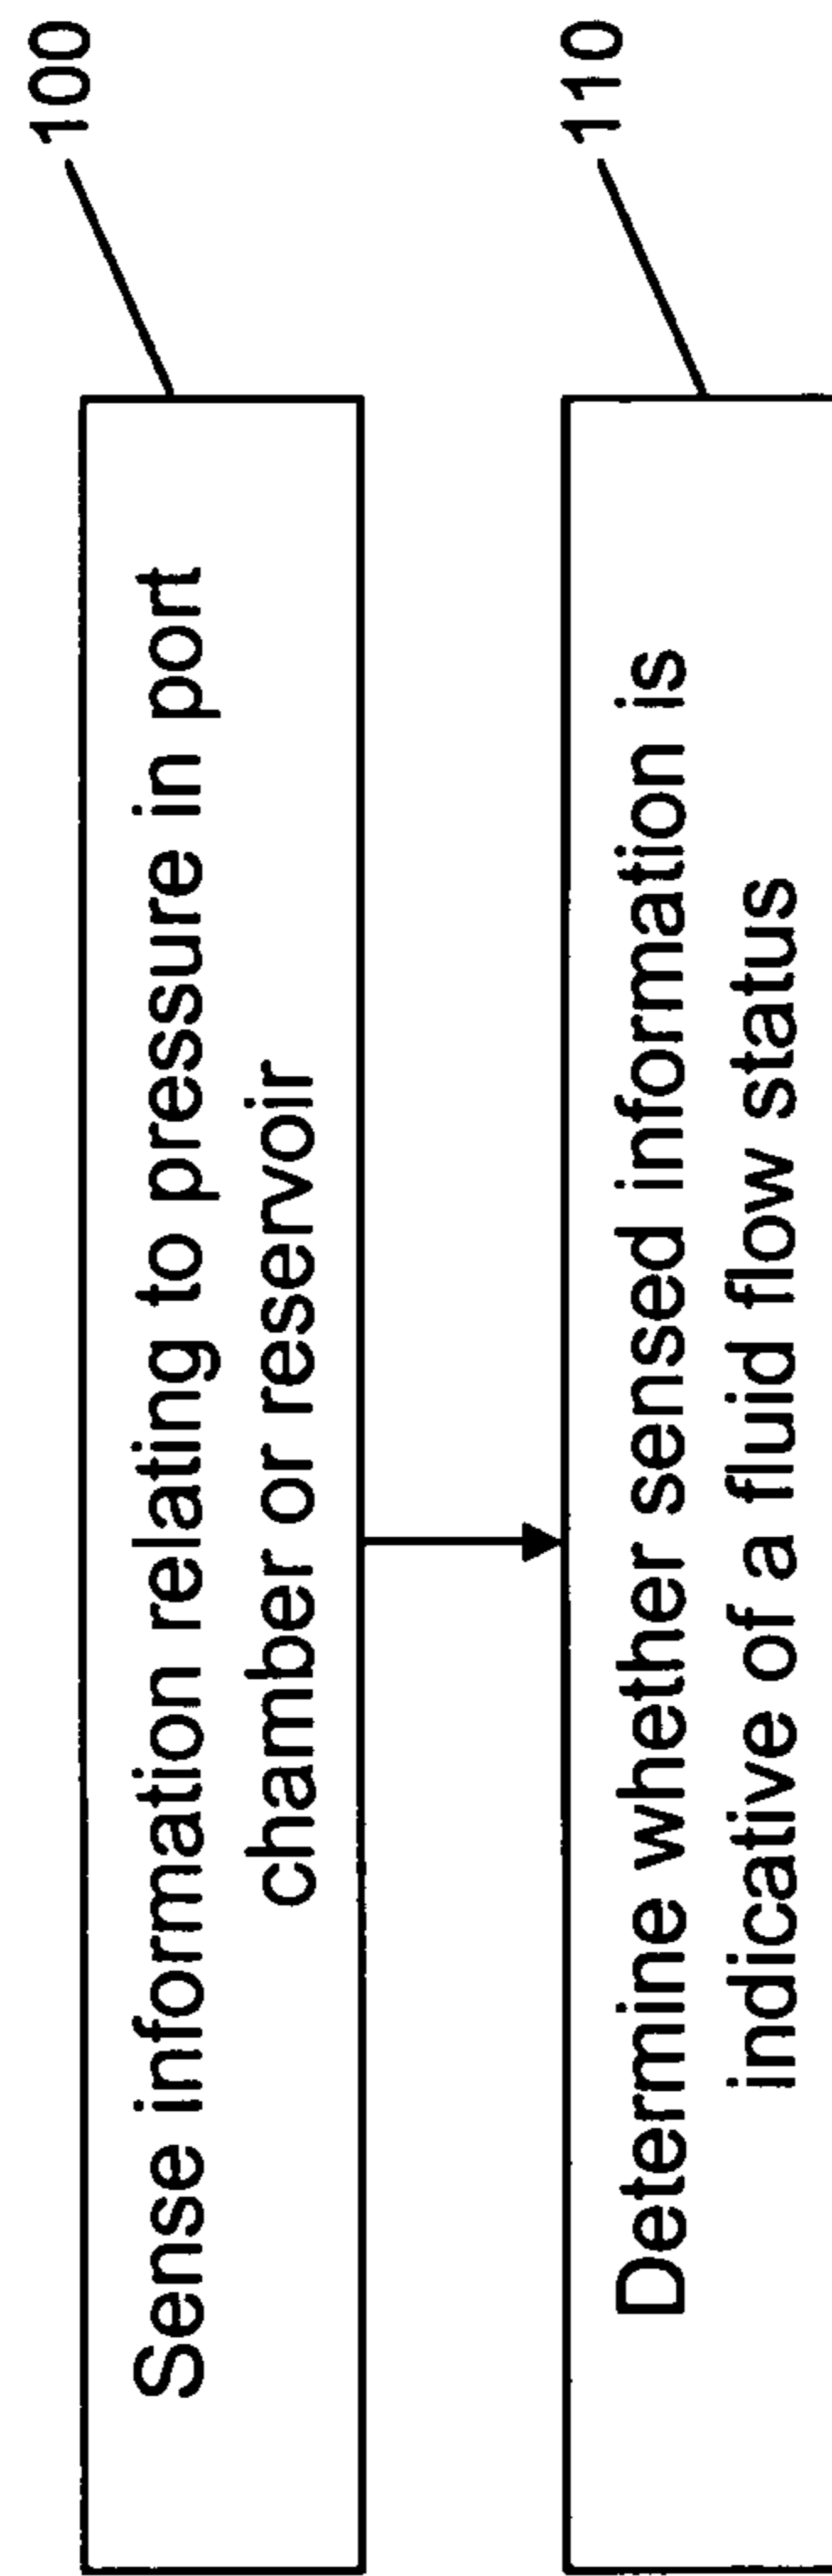 100
Sense information relating to pressure in port
chamber or reservoir
110
Determine whether sensed information is
indicative of a fluid flow status